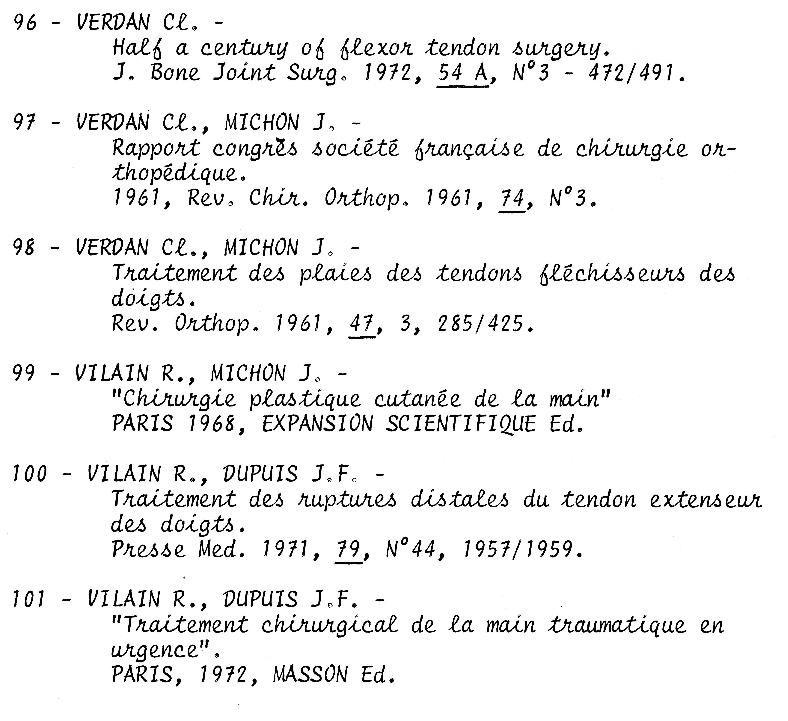 96 - VERDAN Cl. -
Half a century of flexor tendon surgery.
J. Bone Joint Surg. 1972, 54 A, N°3 - 472/491.
97 - VERDAN Cl., MICHON J. -
Rapport congrès société française de chirurgie or-
thopédique.
1961, Rev. Chir. Orthop. 1961, 74, N°3.
98 - VERDAN Cl., MICHON J. -
Traitement des plaies des tendons fléchisseurs des
doigts.
Rev. Orthop. 1961, 47, 3, 285/425.
99 - VILAIN R., MICHON J. -
"Chirurgie plastique cutanée de la main"
PARIS 1968, EXPANSION SCIENTIFIQUE Ed.
100 - VILAIN R., DUPUIS J.F. -
Traitement des ruptures distales du tendon extenseur
des doigts.
Presse Med. 1971, 79, N°44, 1957/1959.
101 - VILAIN R., DUPUIS J.F. -
"Traitement chirurgical de la main traumatique en
urgence".
PARIS, 1972, MASSON Ed.